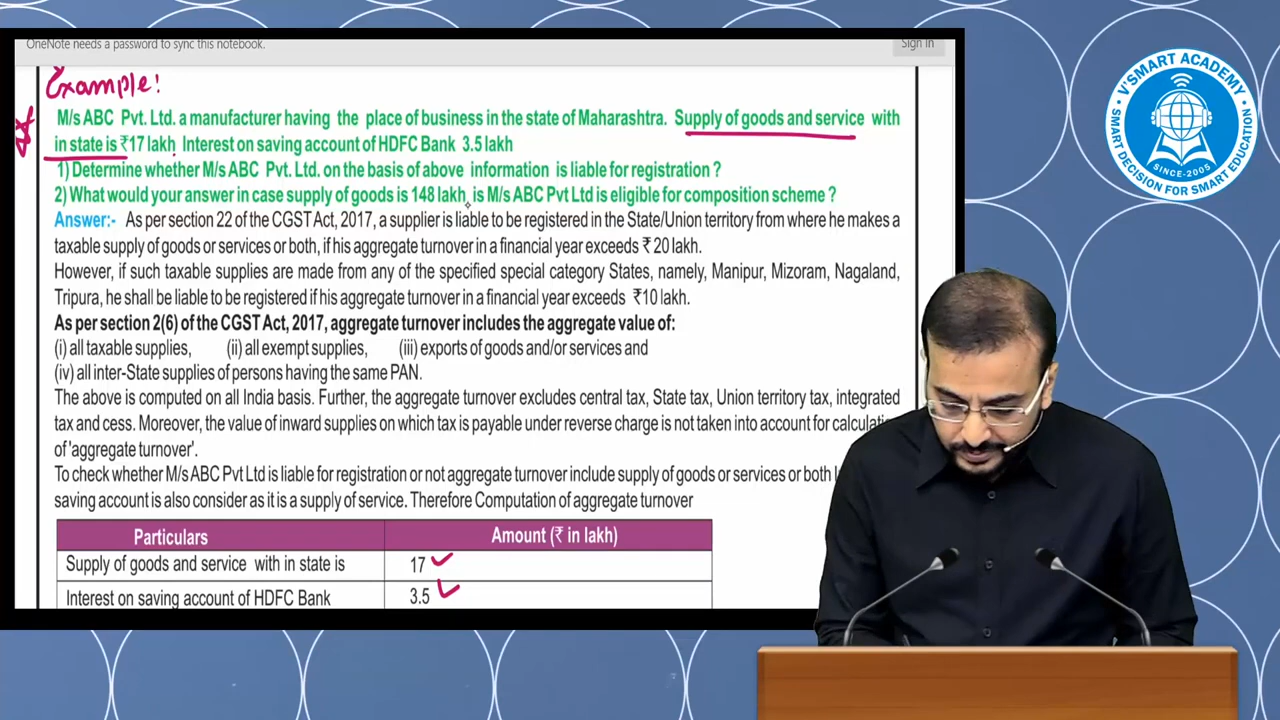 OneNote needs a password to sync this notebook.
Sign in
Example!
M/s ABC Pvt. Ltd. a manufacturer having the place of business in the state of Maharashtra. Supply of goods and service with
in state is ₹17 lakh Interest on saving account of HDFC Bank 3.5 lakh
1) Determine whether M/s ABC Pvt. Ltd. on the basis of above information is liable for registration ?
2) What would your answer in case supply of goods is 148 lakh, is M/s ABC Pvt Ltd is eligible for composition scheme ?
Answer:- As per section 22 of the CGST Act, 2017, a supplier is liable to be registered in the State/Union territory from where he makes a
taxable supply of goods or services or both, if his aggregate turnover in a financial year exceeds ₹ 20 lakh.
However, if such taxable supplies are made from any of the specified special category States, namely, Manipur, Mizoram, Nagaland,
Tripura, he shall be liable to be registered if his aggregate turnover in a financial year exceeds ₹10 lakh.
As per section 2(6) of the CGST Act, 2017, aggregate turnover includes the aggregate value of:
(i) all taxable supplies, (ii) all exempt supplies, (iii) exports of goods and/or services and
(iv) all inter-State supplies of persons having the same PAN.
The above is computed on all India basis. Further, the aggregate turnover excludes central tax, State tax, Union territory tax, integrated
tax and cess. Moreover, the value of inward supplies on which tax is payable under reverse charge is not taken into account for
of 'aggregate turnover'.
To check whether M/s ABC Pvt Ltd is liable for registration or not aggregate turnover include supply of goods or services or both
saving account is also consider as it is a supply of service. Therefore Computation of aggregate turnover
Particulars Amount (₹ in lakh)
Supply of goods and service with in state is 17
Interest on saving account of HDFC Bank 3.5
V'SMART ACADEMY
SINCE-2005
SMART DECISION FOR SMART EDUCATION